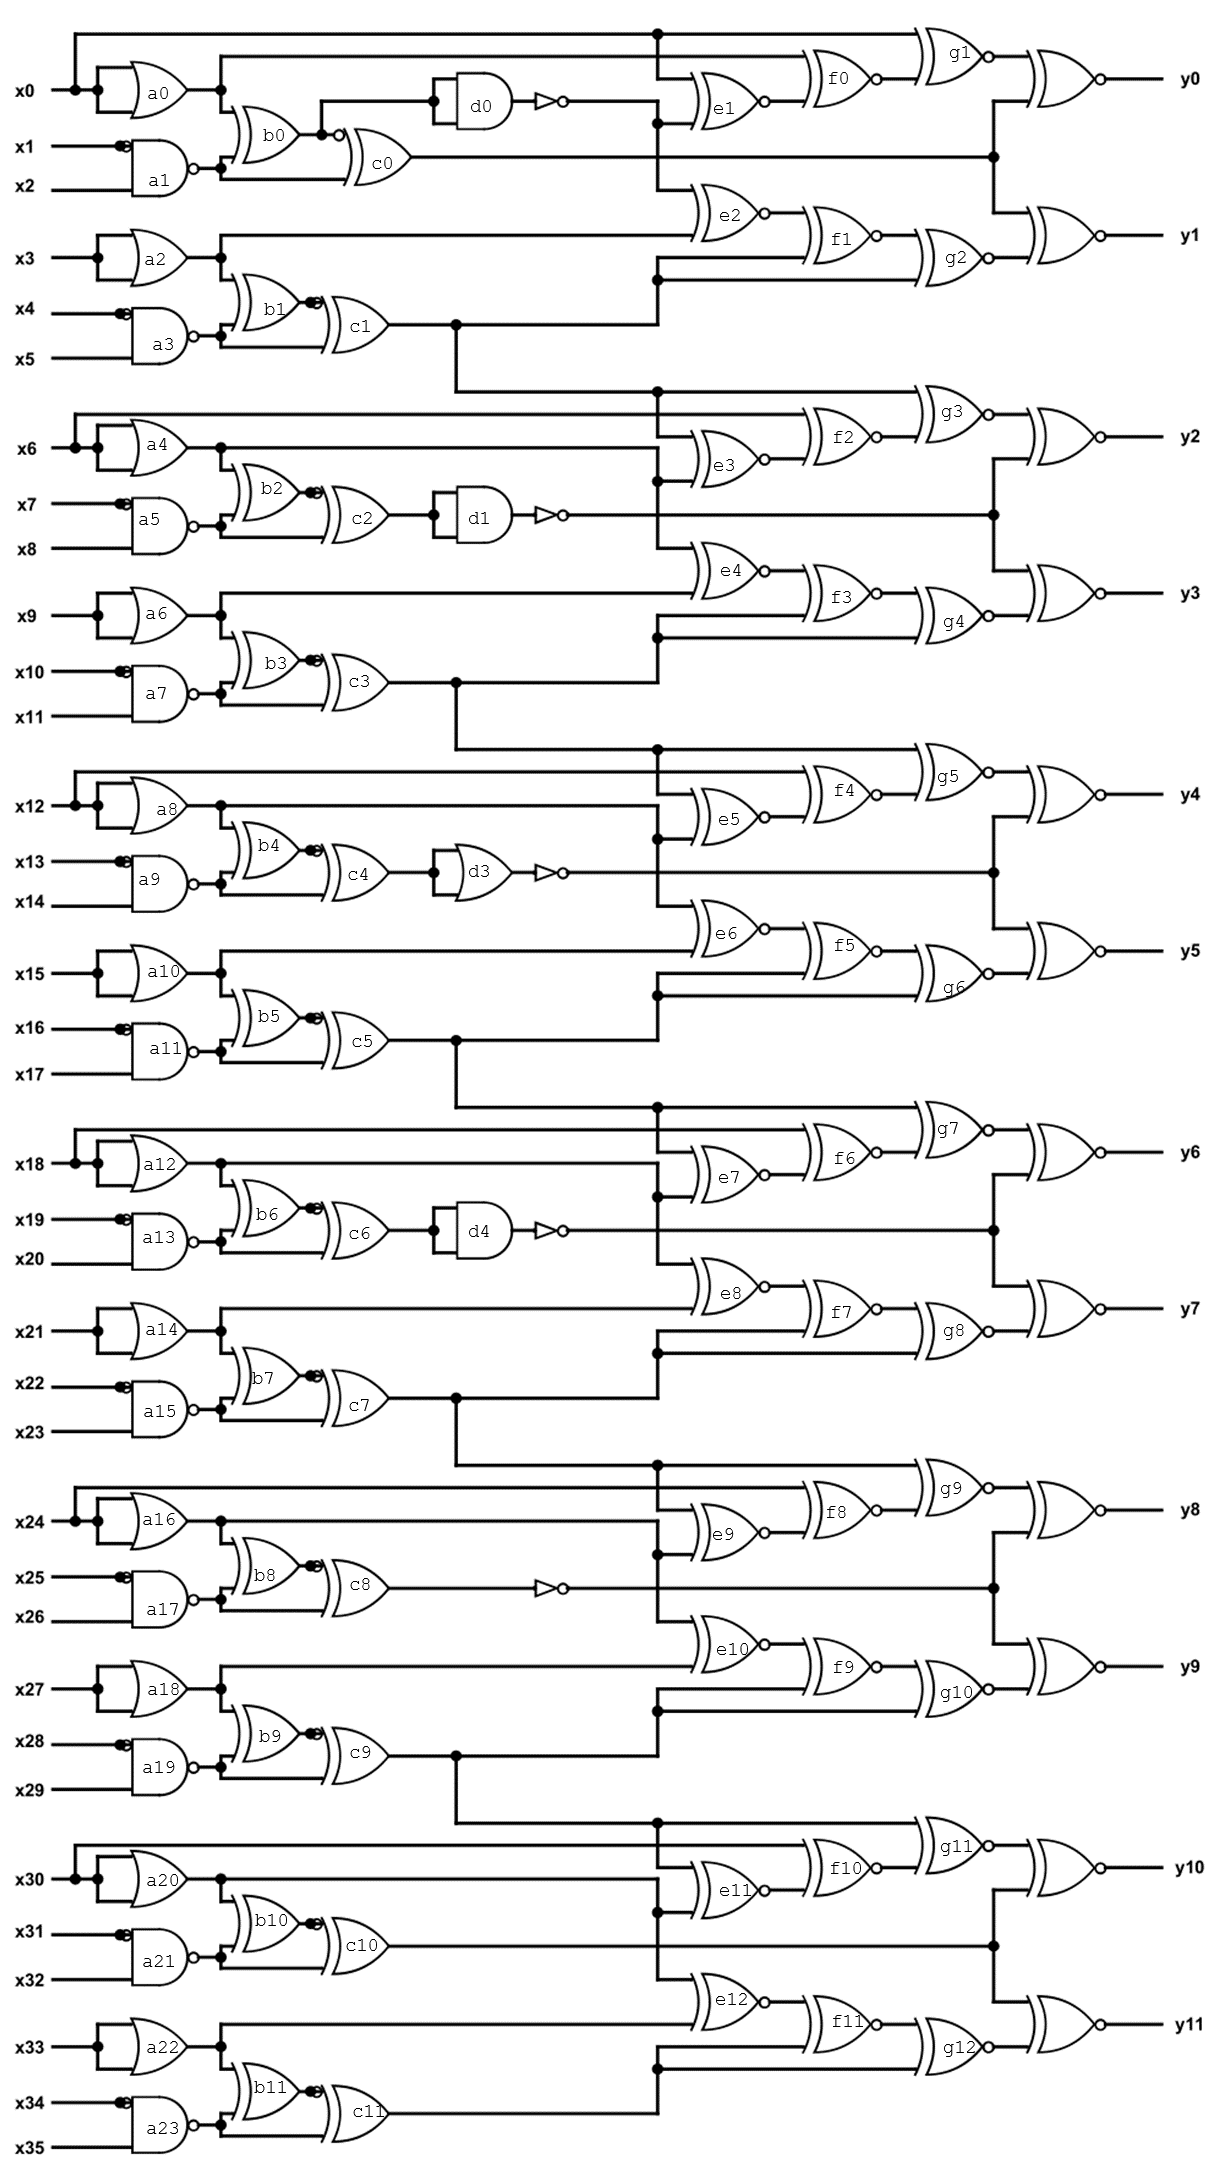 g1
x0 a0 f0 y0
d0 e1
x1 b0
x2 a1 c0
e2
x3 a2 f1 y1
g2
x4 b1
x5 a3 c1
g3
x6 a4 f2 y2
e3
x7 b2
x8 a5 c2 d1
e4
x9 a6 f3 y3
g4
x10 b3
x11 a7 c3
g5
x12 a8 f4 y4
e5
x13 b4
x14 a9 c4 d3
e6
x15 a10 f5 y5
g6
x16 b5
x17 a11 c5
g7
x18 a12 f6 y6
e7
x19 b6
x20 a13 c6 d4
e8
x21 a14 f7 y7
g8
x22 b7
x23 a15 c7
g9
x24 a16 f8 y8
e9
x25 b8
x26 a17 c8
e10
x27 a18 f9 y9
g10
x28 b9
x29 a19 c9
g11
x30 a20 f10 y10
e11
x31 b10
x32 a21 c10
e12
x33 a22 f11 y11
g12
x34 b11
x35 a23 c11